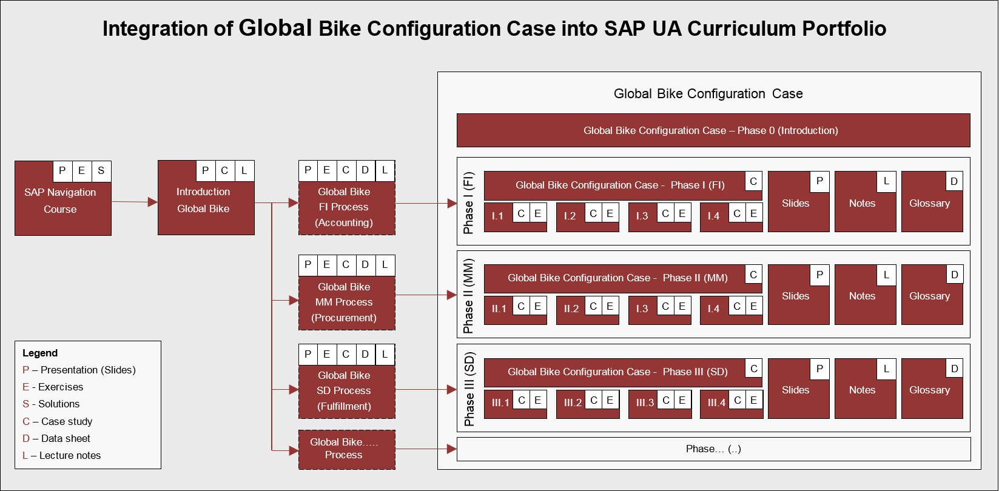 Integration of Global Bike Configuration Case into SAP UA Curriculum Portfolio
P E S
SAP Navigation
Course
P C L
Introduction
Global Bike
P E C D L
Global Bike
FI Process
(Accounting)
P E C D L
Global Bike
MM Process
(Procurement)
P E C D L
Global Bike
SD Process
(Fulfillment)
Global Bike.....
Process
Global Bike Configuration Case
Global Bike Configuration Case – Phase 0 (Introduction)
Phase I (FI)
Global Bike Configuration Case - Phase I (FI) C
I.1 C E
I.2 C E
I.3 C E
I.4 C E
P
Slides
L
Notes
D
Glossary
Phase II (MM)
Global Bike Configuration Case - Phase II (MM) C
II.1 C E
II.2 C E
I.3 C E
I.4 C E
P
Slides
L
Notes
D
Glossary
Phase III (SD)
Global Bike Configuration Case - Phase III (SD) C
III.1 C E
III.2 C E
III.3 C E
III.4 C E
P
Slides
L
Notes
D
Glossary
Phase... (..)
Legend
P – Presentation (Slides)
E - Exercises
S - Solutions
C – Case study
D – Data sheet
L – Lecture notes